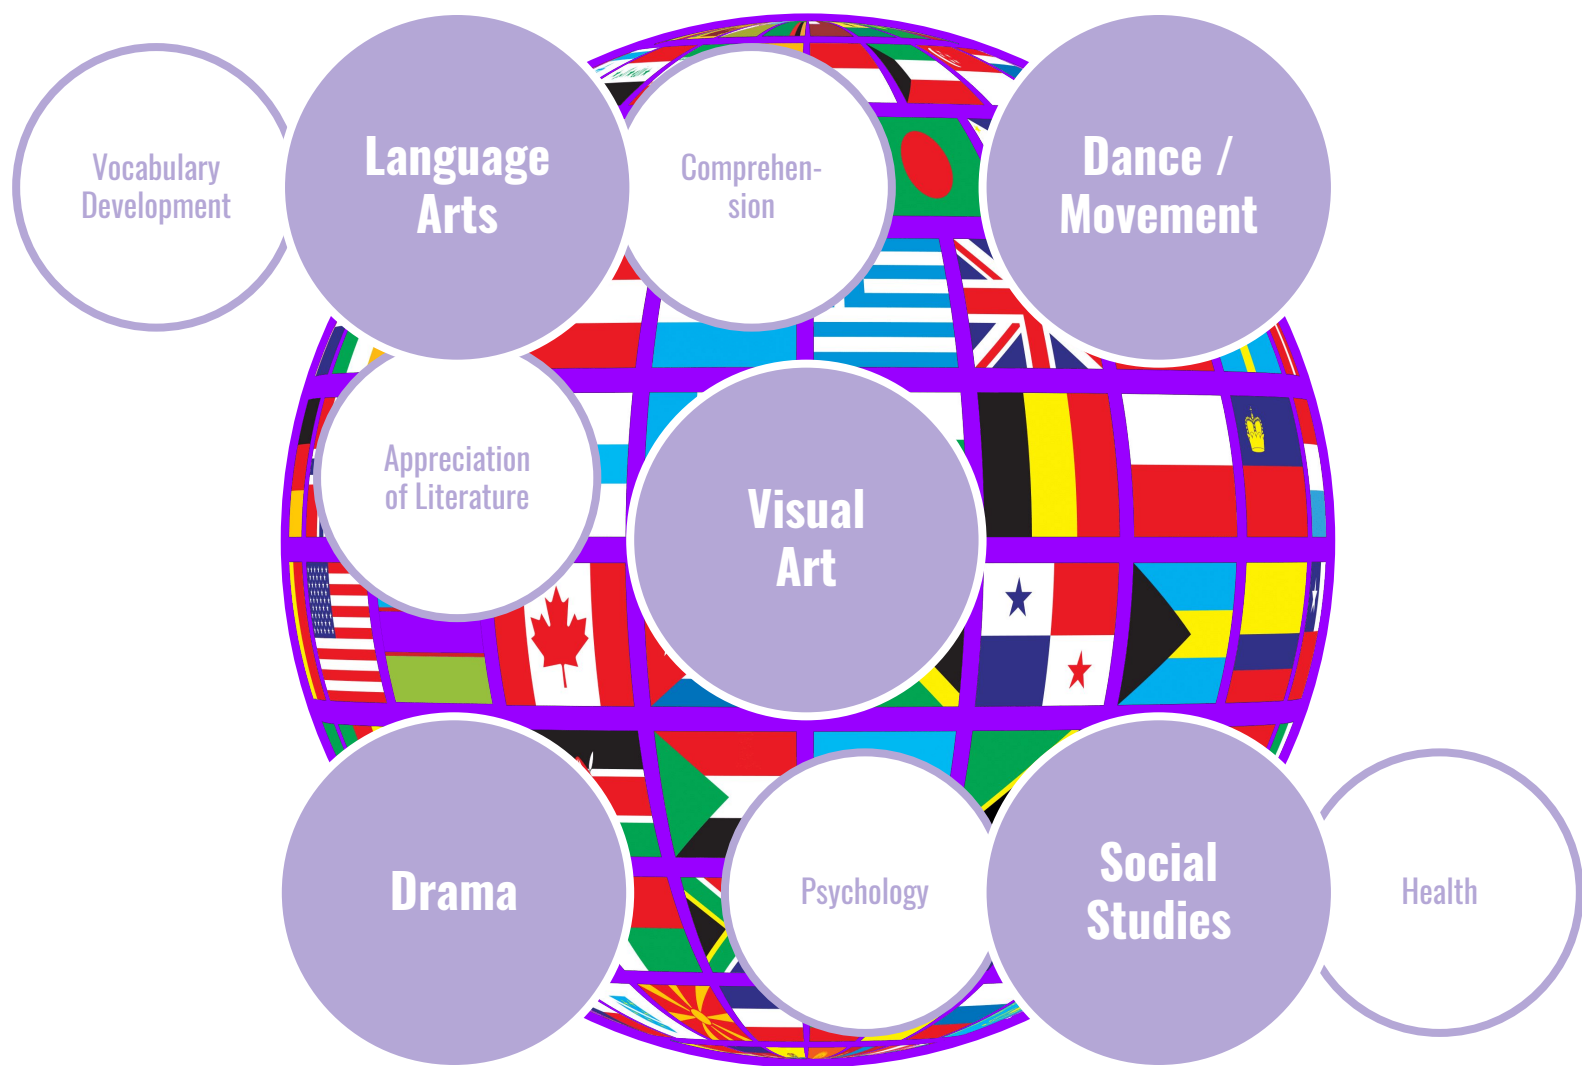 Vocabulary
Development
Language
Arts
Comprehen-
sion
Dance /
Movement
Appreciation
of Literature
Visual
Art
Drama
Psychology
Social
Studies
Health